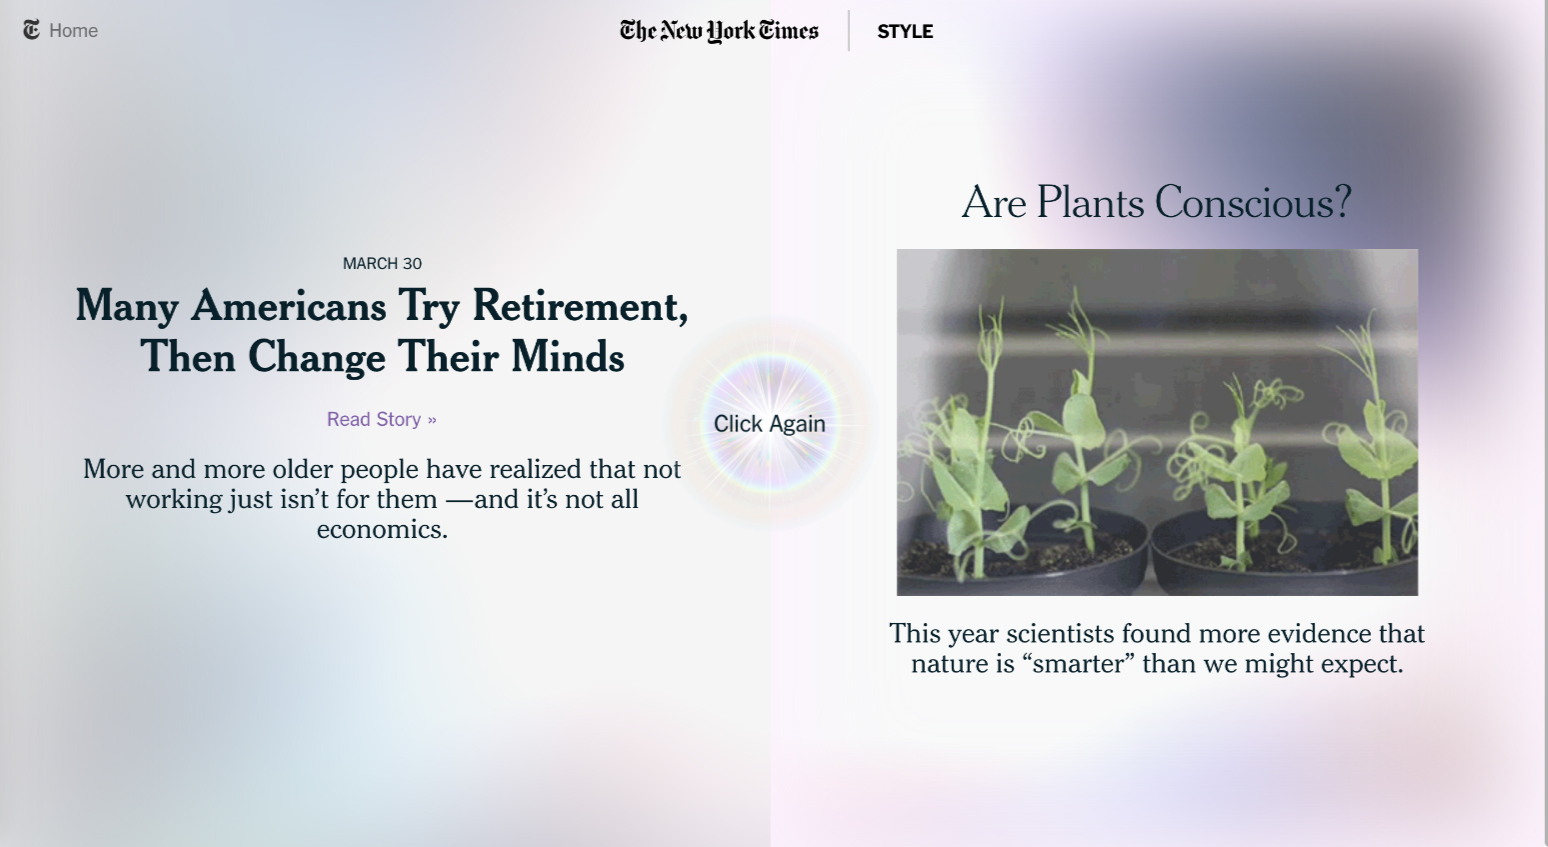 Home
The New York Times
STYLE
MARCH 30
Many Americans Try Retirement,
Then Change Their Minds
Read Story »
More and more older people have realized that not
working just isn’t for them —and it’s not all
economics.
Click Again
Are Plants Conscious?
This year scientists found more evidence that
nature is “smarter” than we might expect.